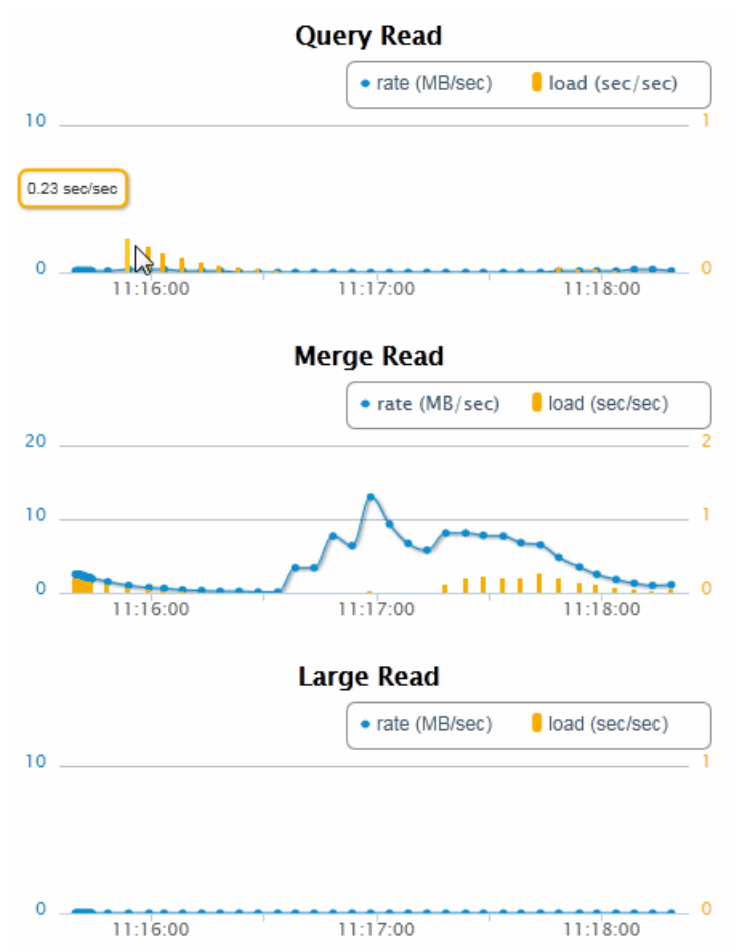 Query Read
rate (MB/sec) load (sec/sec)
10 1
0.23 sec/sec
0 0
11:16:00 11:17:00 11:18:00
Merge Read
rate (MB/sec) load (sec/sec)
20 2
10 1
0 0
11:16:00 11:17:00 11:18:00
Large Read
rate (MB/sec) load (sec/sec)
10 1
0 0
11:16:00 11:17:00 11:18:00